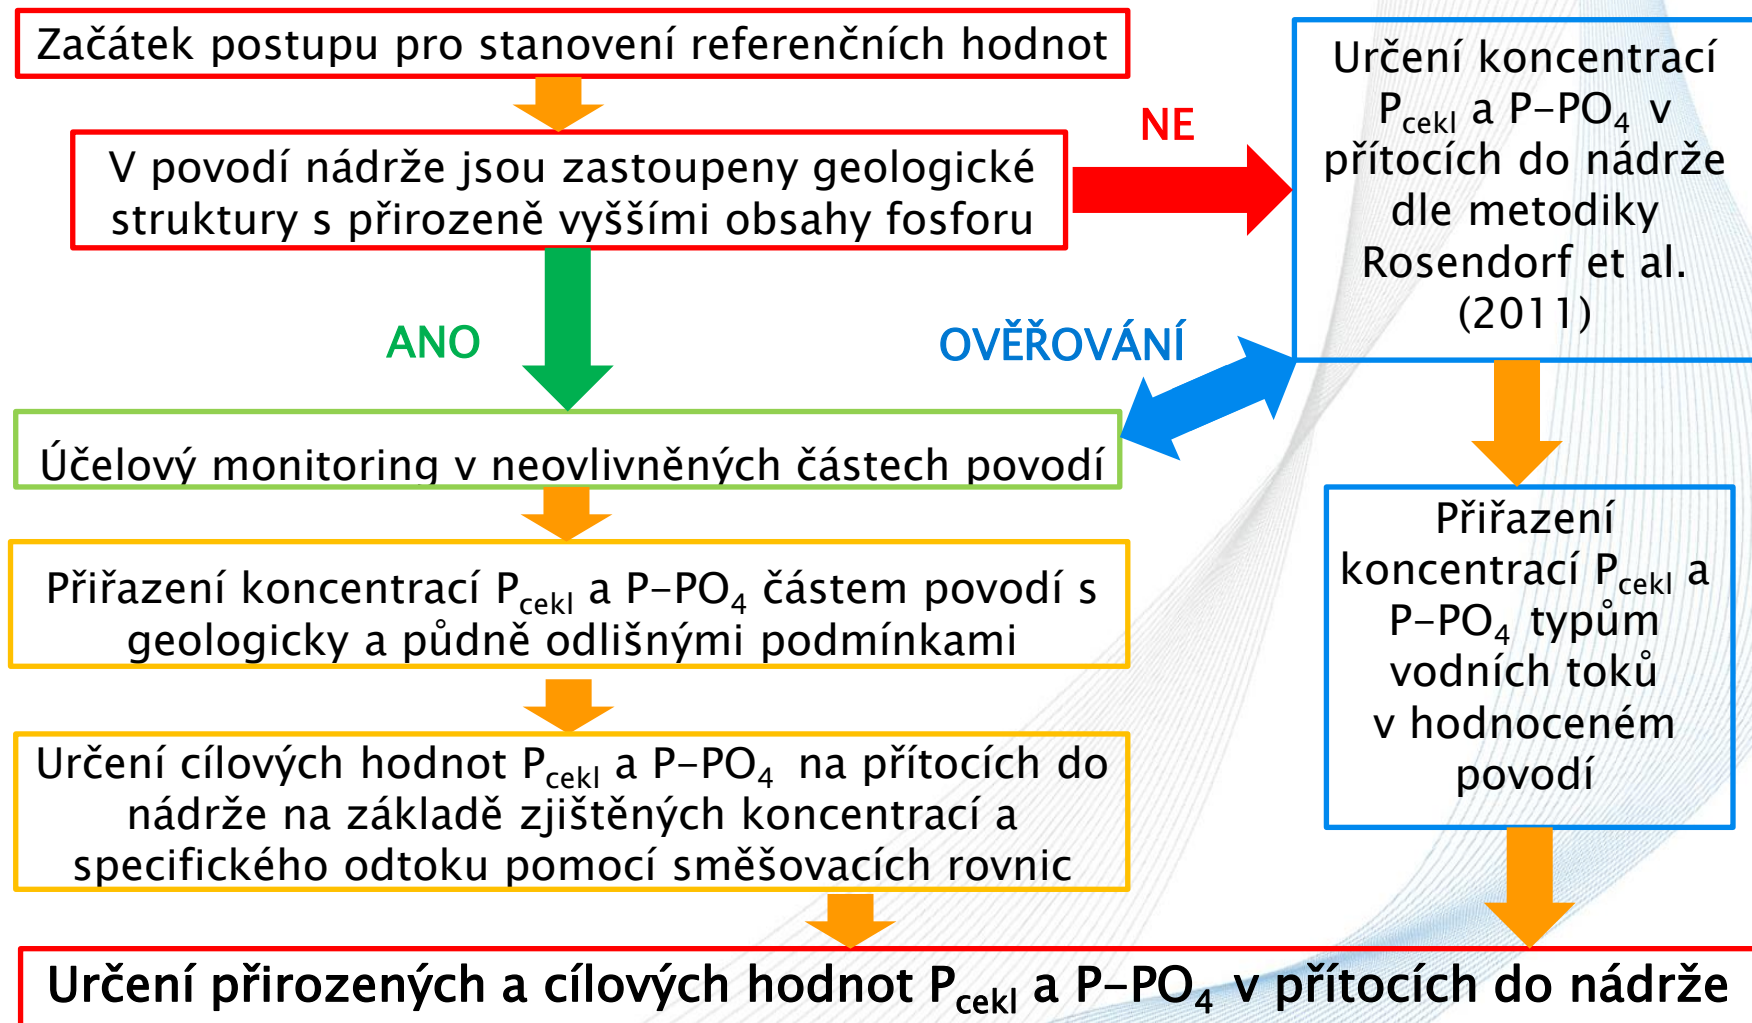 Začátek postupu pro stanovení referenčních hodnot
V povodí nádrže jsou zastoupeny geologické
struktury s přirozeně vyššími obsahy fosforu
NE
Určení koncentrací
Pcekl a P–PO4 v
přítocích do nádrže
dle metodiky
Rosendorf et al.
(2011)
ANO
OVĚŘOVÁNÍ
Účelový monitoring v neovlivněných částech povodí
Přiřazení koncentrací Pcekl a P–PO4 částem povodí s
geologicky a půdně odlišnými podmínkami
Určení cílových hodnot Pcekl a P–PO4 na přítocích do
nádrže na základě zjištěných koncentrací a
specifického odtoku pomocí směšovacích rovnic
Přiřazení
koncentrací Pcekl a
P–PO4 typům
vodních toků
v hodnoceném
povodí
Určení přirozených a cílových hodnot Pcekl a P–PO4 v přítocích do nádrže